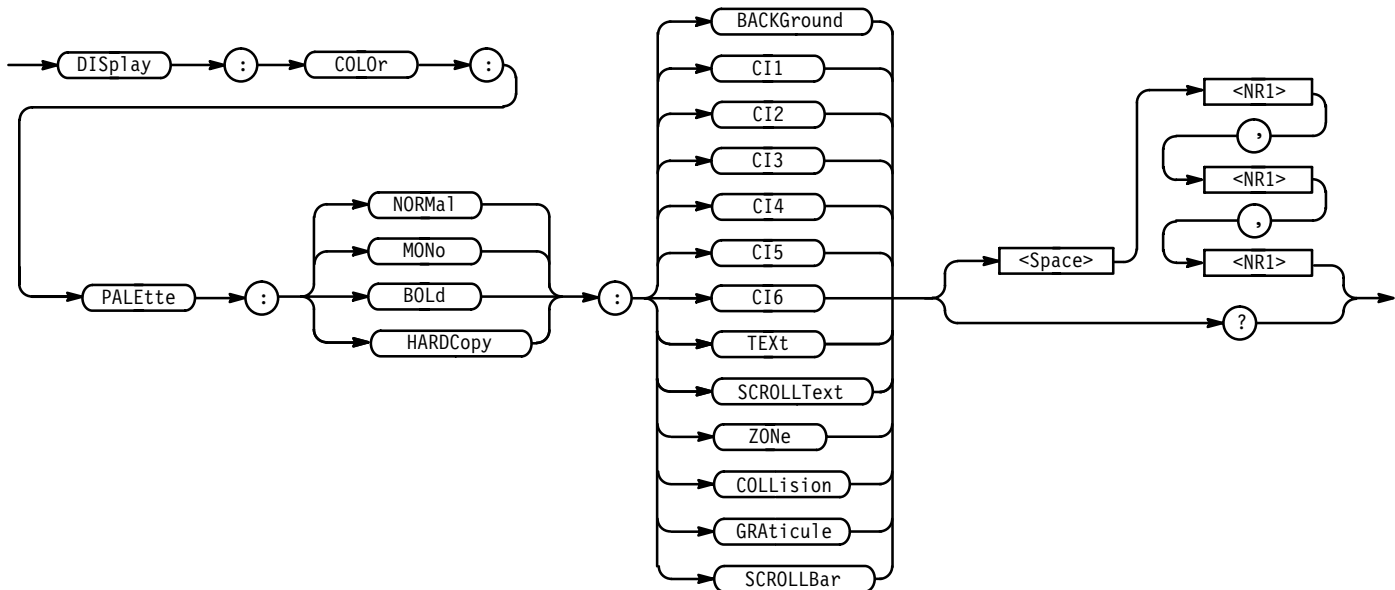 DISplay : COLOr :
PALEtte :
NORMal
MONo
BOLd
HARDCopy
:
BACKGround
CI1
CI2
CI3
CI4
CI5
CI6
TEXt
SCROLLText
ZONe
COLLision
GRAticule
SCROLLBar
<Space>
<NR1>
,
<NR1>
,
<NR1>
?